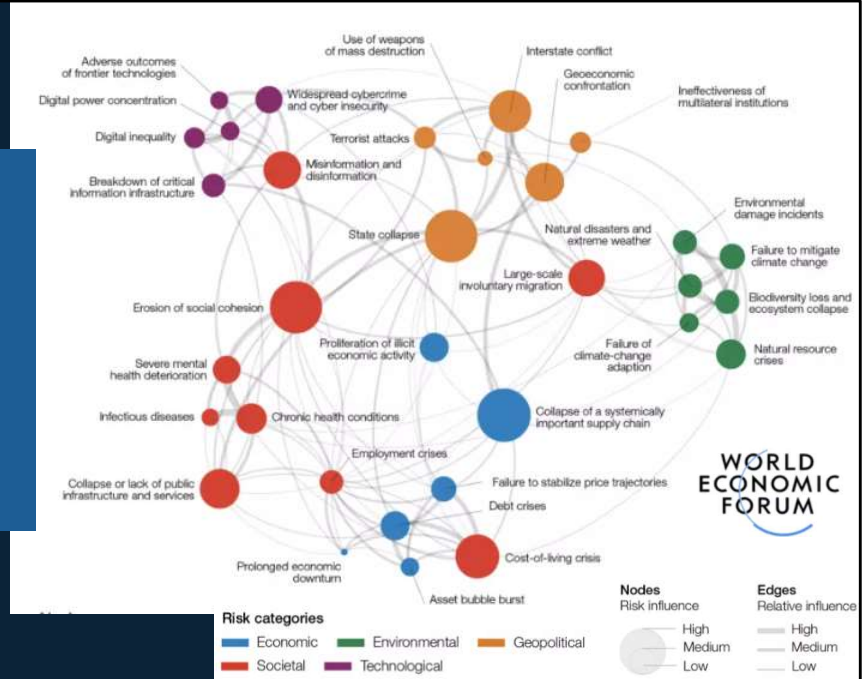 Use of weapons
of mass destruction
Interstate conflict
Adverse outcomes
of frontier technologies
Geoeconomic
confrontation
Ineffectiveness of
multilateral institutions
Digital power concentration
Widespread cybercrime
and cyber insecurity
Digital inequality
Terrorist attacks
Misinformation and
disinformation
Breakdown of critical
information infrastructure
Environmental
damage incidents
State collapse
Natural disasters and
extreme weather
Failure to mitigate
climate change
Large-scale
involuntary migration
Biodiversity loss and
ecosystem collapse
Erosion of social cohesion
Proliferation of illicit
economic activity
Failure of
climate-change
adaption
Natural resource
crises
Severe mental
health deterioration
Infectious diseases
Chronic health conditions
Collapse of a systemically
important supply chain
Employment crises
WORLD
ECONOMIC
FORUM
Collapse or lack of public
infrastructure and services
Failure to stabilize price trajectories
Debt crises
Cost-of-living crisis
Prolonged economic
downturn
Asset bubble burst
Nodes
Risk influence
High
Medium
Low
Edges
Relative influence
High
Medium
Low
Risk categories
Economic
Environmental
Geopolitical
Societal
Technological